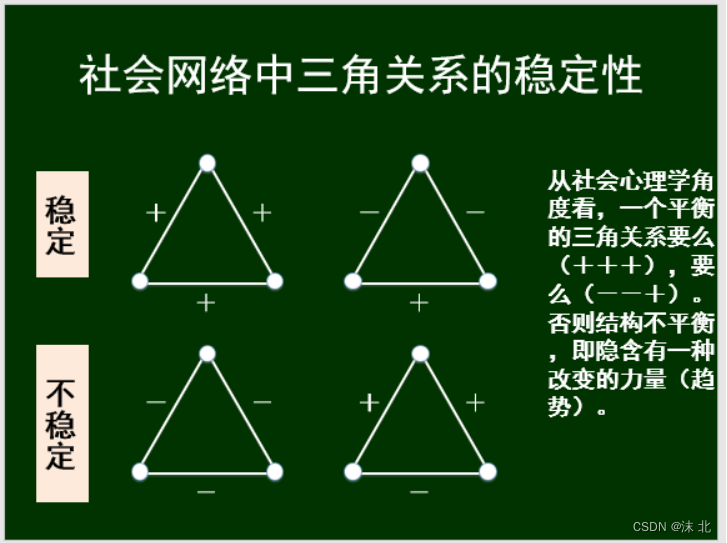 社会网络中三角关系的稳定性
稳
定
+ +
+
− −
+
从社会心理学角
度看，一个平衡
的三角关系要么
（+++），要
么（−−+）。
否则结构不平衡
，即隐含有一种
改变的力量（趋
势）。
不
稳
定
− −
−
+ +
−
CSDN @沫 北